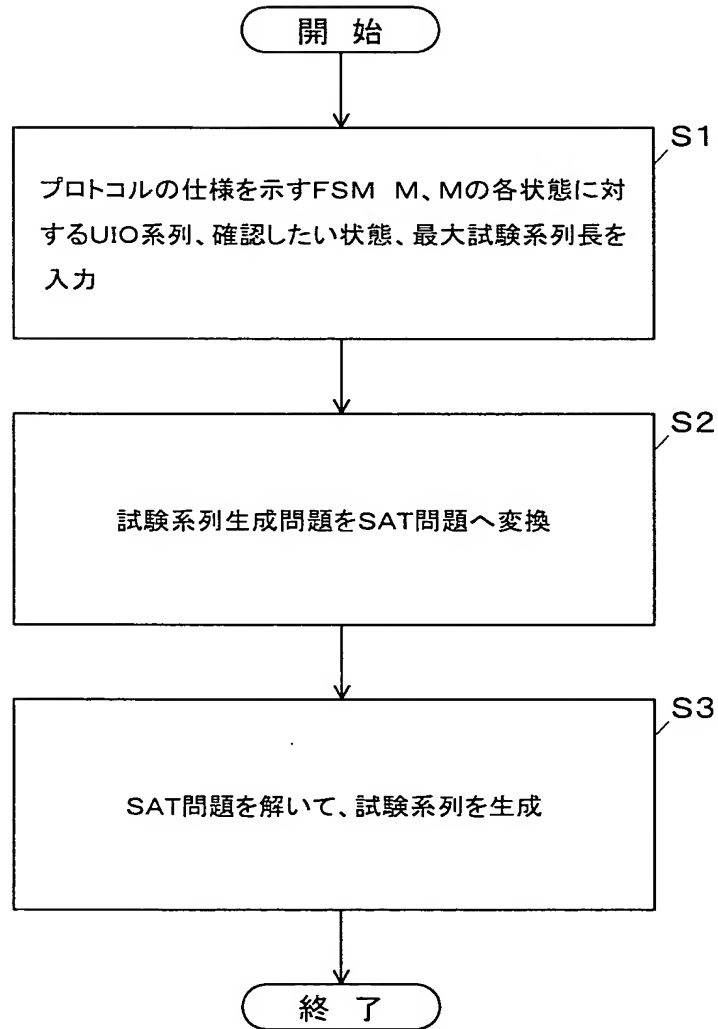 開 始
S1
プロトコルの仕様を示すFSM M、Mの各状態に対
するUIO系列、確認したい状態、最大試験系列長を
入力
S2
試験系列生成問題をSAT問題へ変換
S3
SAT問題を解いて、試験系列を生成
終 了